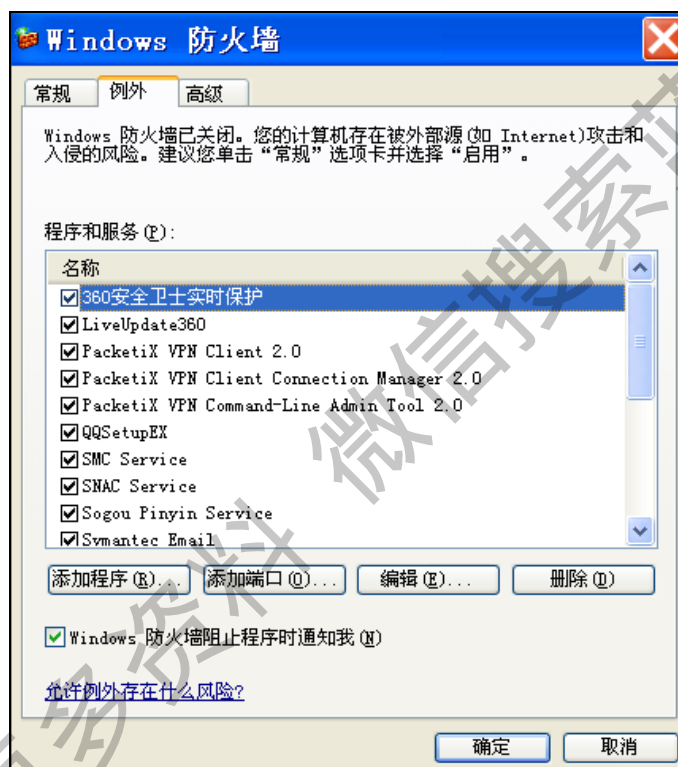 Windows 防火墙
常规 例外 高级
Windows 防火墙已关闭。您的计算机存在被外部源(如 Internet)攻击和
入侵的风险。建议您单击“常规”选项卡并选择“启用”。
程序和服务(P):
名称
360安全卫士实时保护
LiveUpdate360
PacketiX VPN Client 2.0
PacketiX VPN Client Connection Manager 2.0
PacketiX VPN Command-Line Admin Tool 2.0
QQSetupEX
SMC Service
SNAC Service
Sogou Pinyin Service
Symantec Email
添加程序(R)... 添加端口(O)... 编辑(E)... 删除(D)
Windows 防火墙阻止程序时通知我(N)
允许例外存在什么风险?
确定 取消
多资料 微信搜索